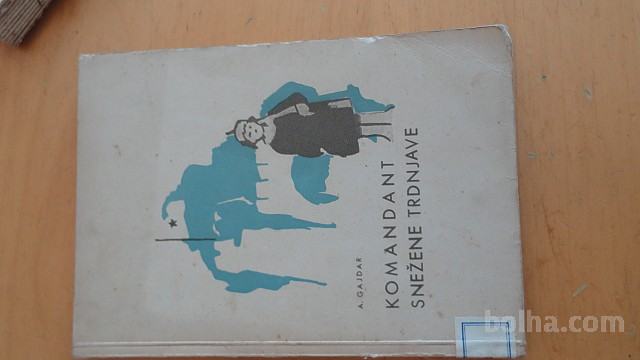 A. GAJDAR
KOMANDANT
SNEŽENE TRDNJAVE
bolha.com